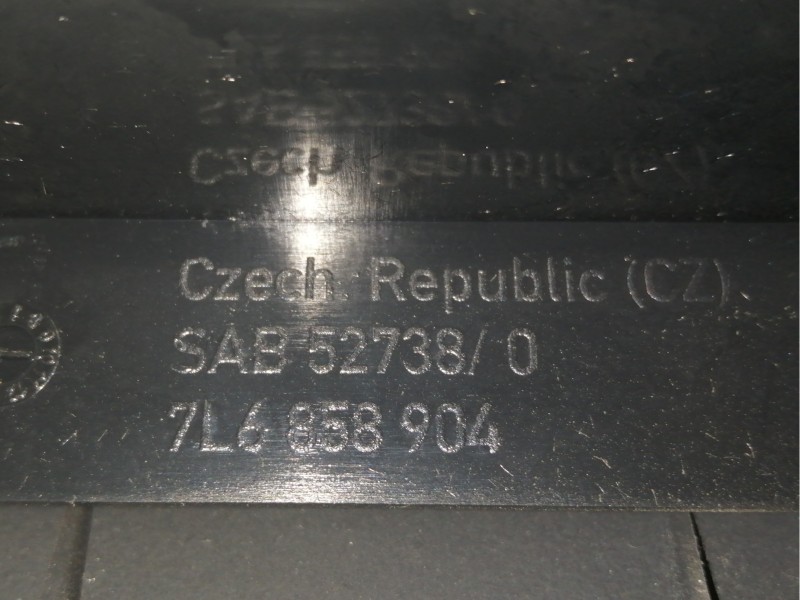 Czech. Republic (CZ)
SAB 52738/0
7L6 858 904